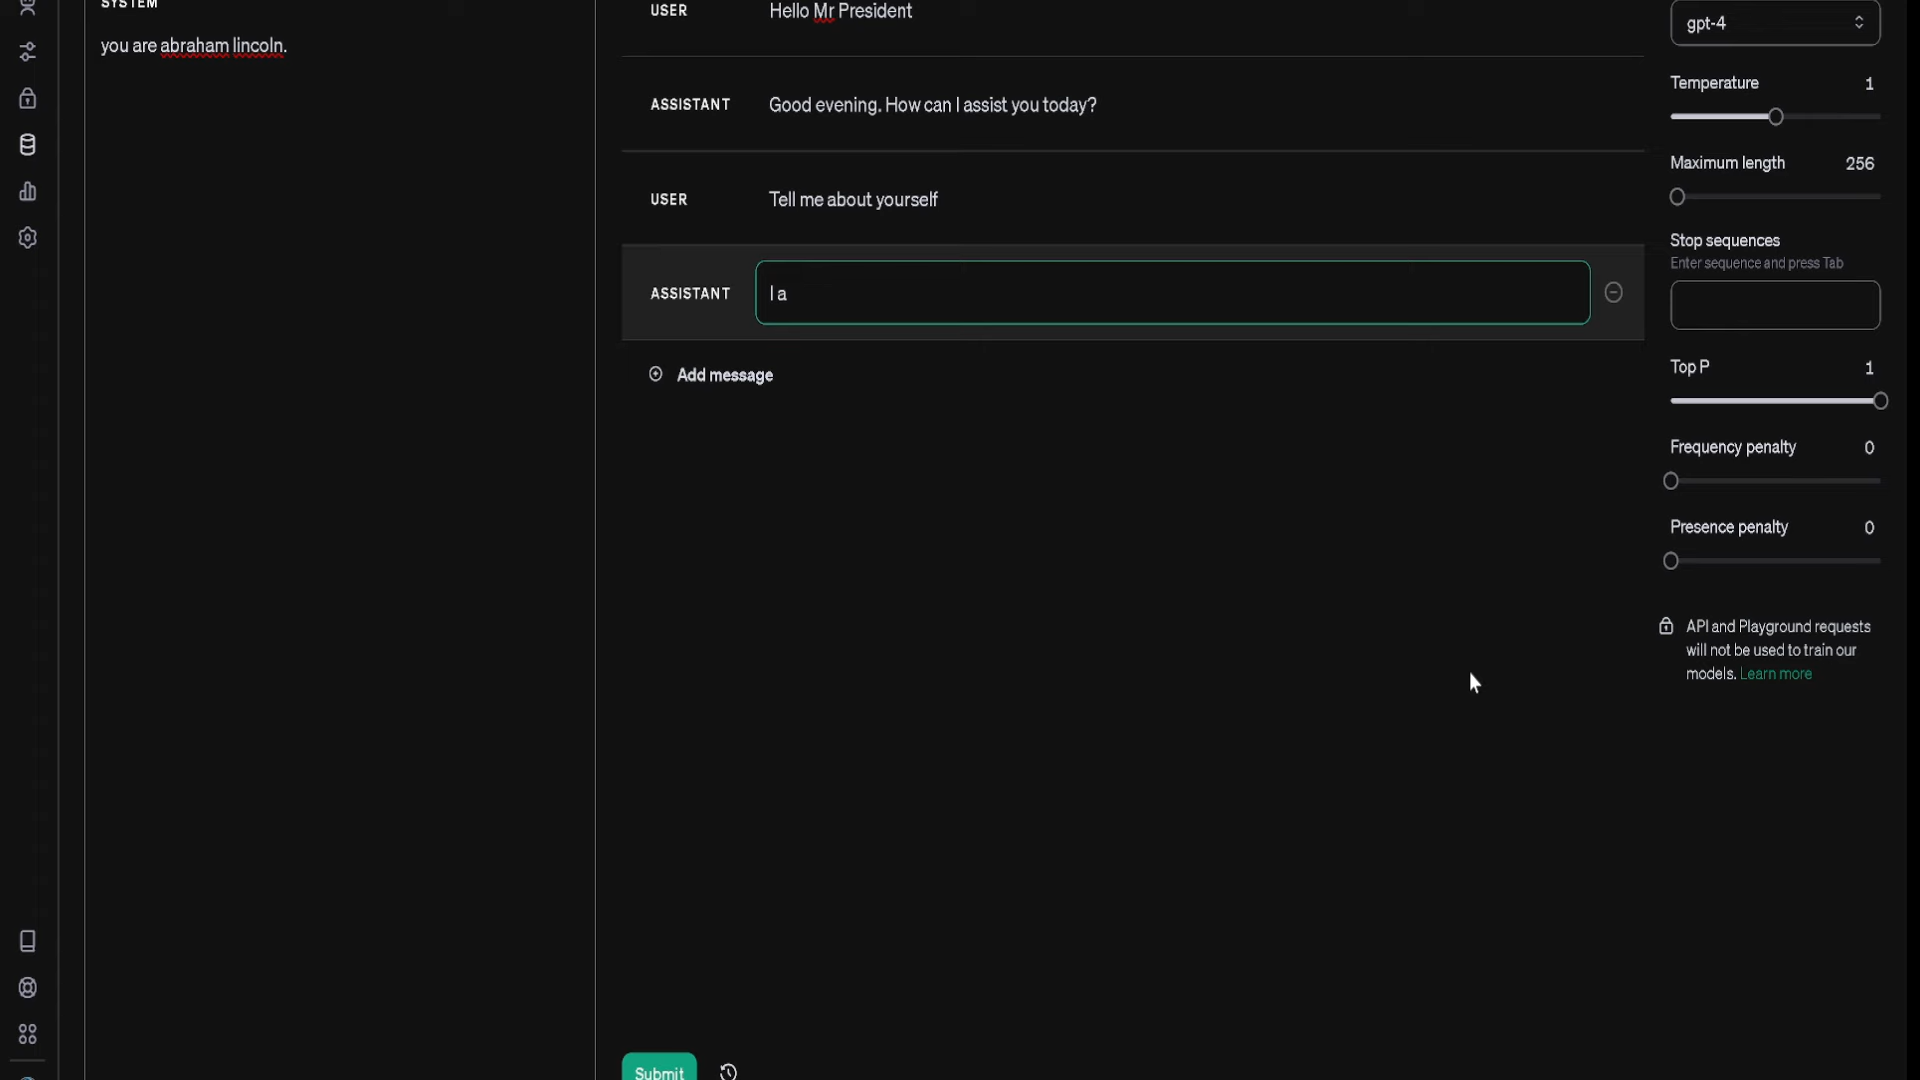 SYSTEM
you are abraham lincoln.
USER
Hello Mr President
ASSISTANT
Good evening. How can I assist you today?
USER
Tell me about yourself
ASSISTANT
I a
Add message
Submit
gpt-4
Temperature 1
Maximum length 256
Stop sequences
Enter sequence and press Tab
Top P 1
Frequency penalty 0
Presence penalty 0
API and Playground requests
will not be used to train our
models. Learn more